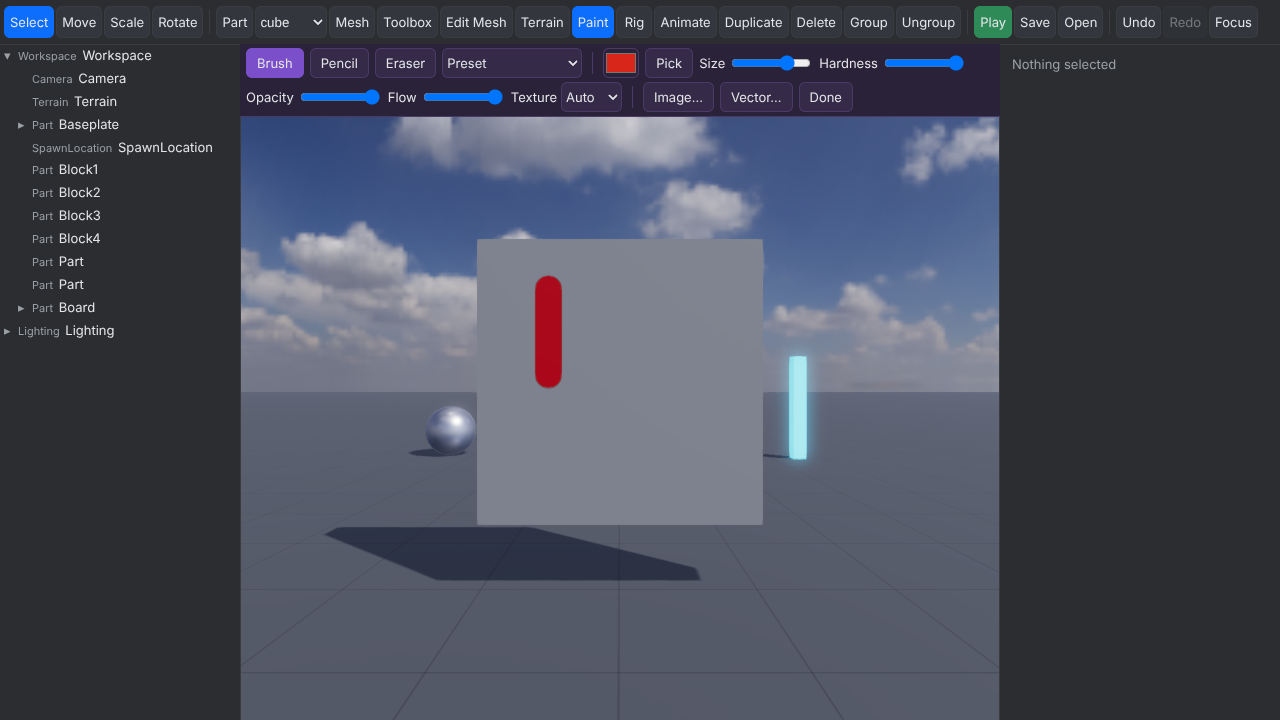 Select Move Scale Rotate Part cube Mesh Toolbox Edit Mesh Terrain Paint Rig Animate Duplicate Delete Group Ungroup Play Save Open Undo Redo Focus
Workspace Workspace
Camera Camera
Terrain Terrain
Part Baseplate
SpawnLocation SpawnLocation
Part Block1
Part Block2
Part Block3
Part Block4
Part Part
Part Part
Part Board
Lighting Lighting
Brush Pencil Eraser Preset Pick Size Hardness
Opacity Flow Texture Auto Image... Vector... Done
Nothing selected